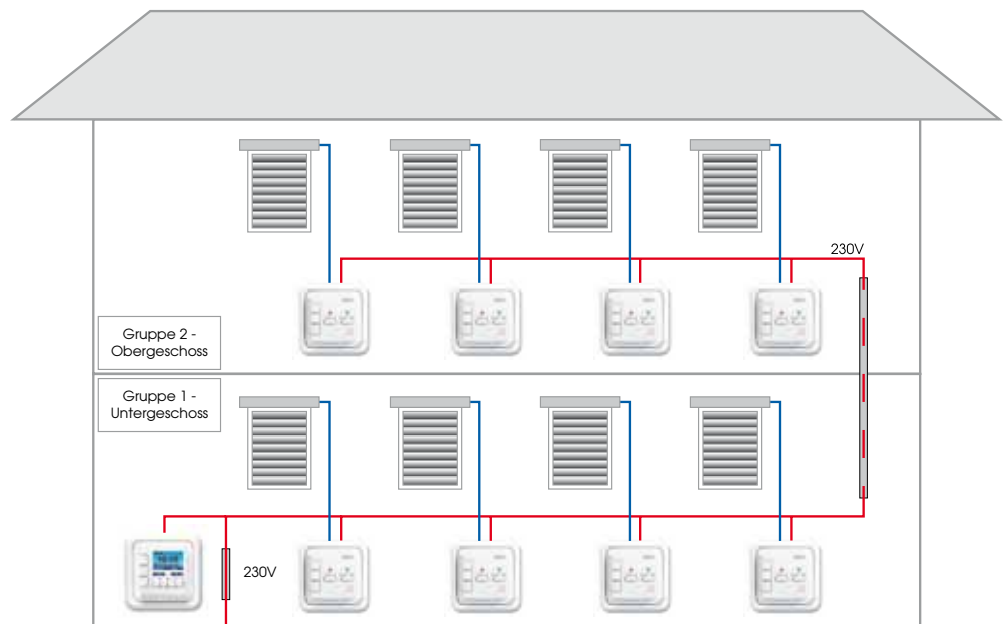 230V
Gruppe 2 -
Obergeschoss
Gruppe 1 -
Untergeschoss
230V